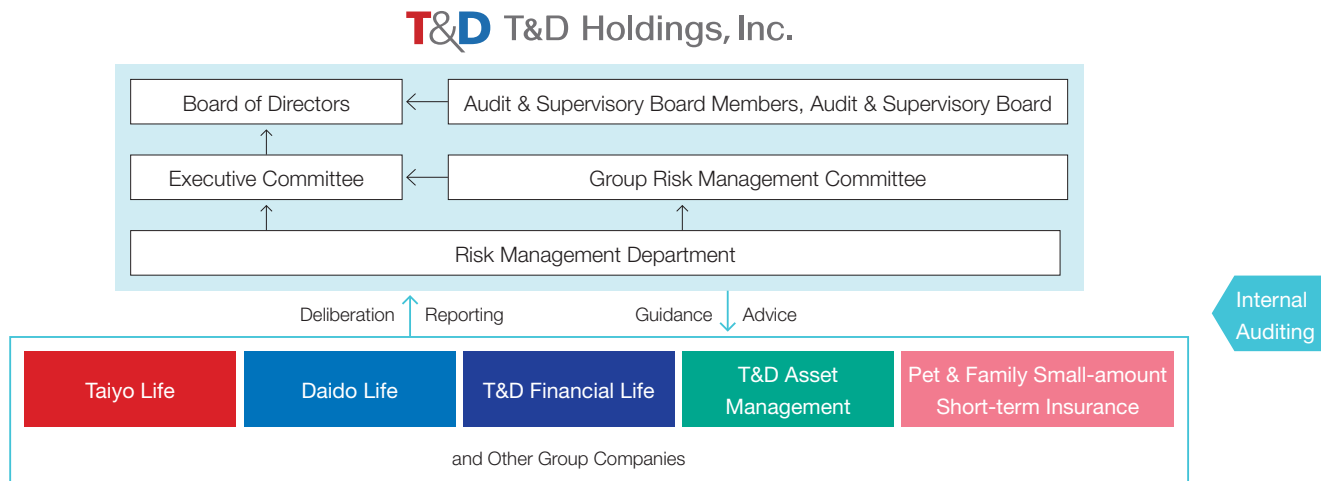 T&D T&D Holdings, Inc.
Board of Directors
Audit & Supervisory Board Members, Audit & Supervisory Board
Executive Committee
Group Risk Management Committee
Risk Management Department
Deliberation
Reporting
Guidance
Advice
Internal
Auditing
Taiyo Life
Daido Life
T&D Financial Life
T&D Asset
Management
Pet & Family Small-amount
Short-term Insurance
and Other Group Companies